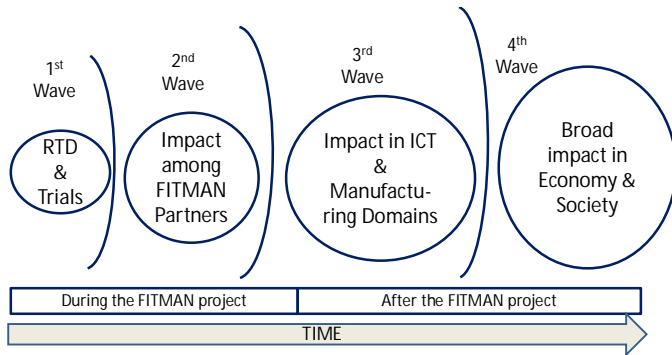 1st
Wave
RTD
&
Trials
2nd
Wave
Impact
among
FITMAN
Partners
3rd
Wave
Impact in ICT
&
Manufactu-
ring Domains
4th
Wave
Broad
impact in
Economy &
Society
During the FITMAN project
After the FITMAN project
TIME